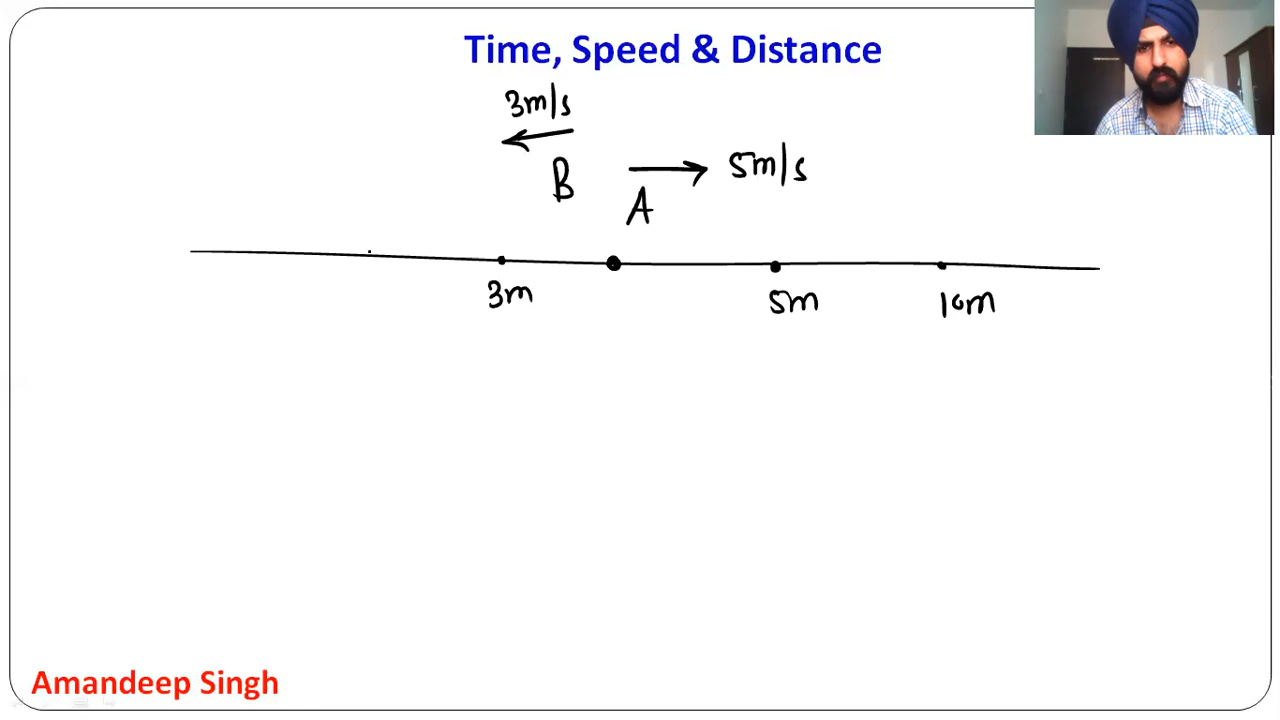 Time, Speed & Distance
3m/s
B
5m/s
A
3m
5m
10m
Amandeep Singh